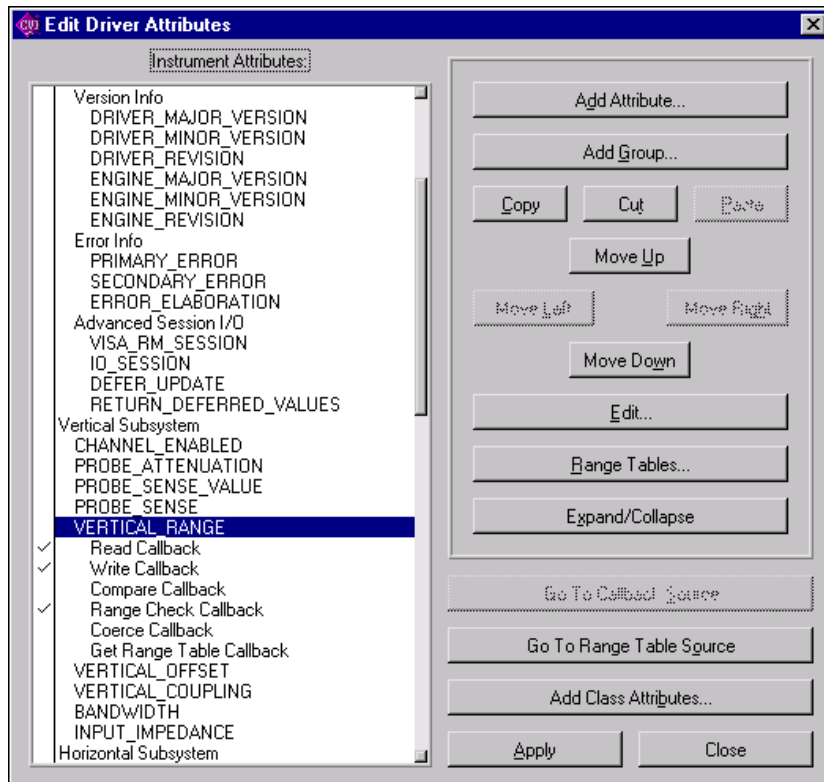 CVI Edit Driver Attributes
Instrument Attributes:
Version Info
DRIVER_MAJOR_VERSION
DRIVER_MINOR_VERSION
DRIVER_REVISION
ENGINE_MAJOR_VERSION
ENGINE_MINOR_VERSION
ENGINE_REVISION
Error Info
PRIMARY_ERROR
SECONDARY_ERROR
ERROR_ELABORATION
Advanced Session I/O
VISA_RM_SESSION
IO_SESSION
DEFER_UPDATE
RETURN_DEFERRED_VALUES
Vertical Subsystem
CHANNEL_ENABLED
PROBE_ATTENUATION
PROBE_SENSE_VALUE
PROBE_SENSE
VERTICAL_RANGE
Read Callback
Write Callback
Compare Callback
Range Check Callback
Coerce Callback
Get Range Table Callback
VERTICAL_OFFSET
VERTICAL_COUPLING
BANDWIDTH
INPUT_IMPEDANCE
Horizontal Subsystem
Add Attribute...
Add Group...
Copy Cut Paste
Move Up
Move Left Move Right
Move Down
Edit...
Range Tables...
Expand/Collapse
Go To Callback Source
Go To Range Table Source
Add Class Attributes...
Apply Close